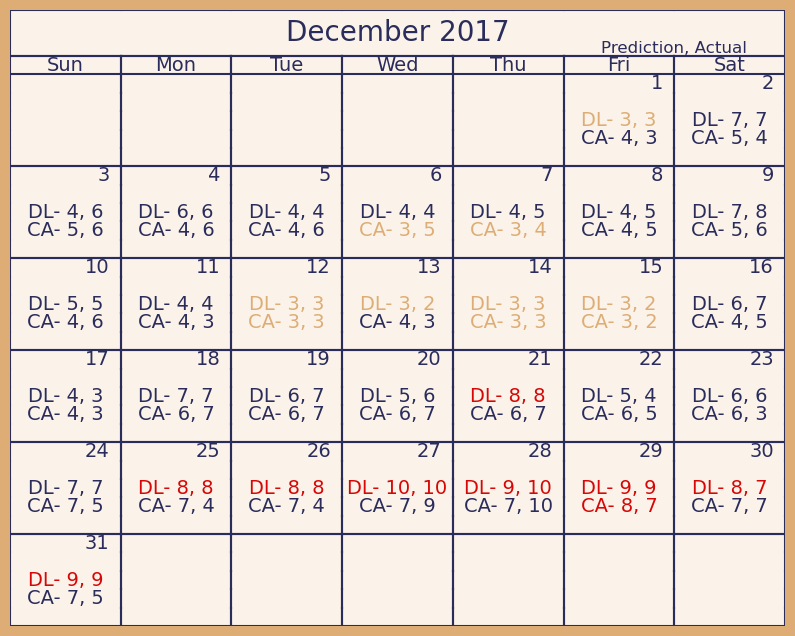 December 2017
Prediction, Actual
Sun Mon Tue Wed Thu Fri Sat
1 2
DL- 3, 3 DL- 7, 7
CA- 4, 3 CA- 5, 4
3 4 5 6 7 8 9
DL- 4, 6 DL- 6, 6 DL- 4, 4 DL- 4, 4 DL- 4, 5 DL- 4, 5 DL- 7, 8
CA- 5, 6 CA- 4, 6 CA- 4, 6 CA- 3, 5 CA- 3, 4 CA- 4, 5 CA- 5, 6
10 11 12 13 14 15 16
DL- 5, 5 DL- 4, 4 DL- 3, 3 DL- 3, 2 DL- 3, 3 DL- 3, 2 DL- 6, 7
CA- 4, 6 CA- 4, 3 CA- 3, 3 CA- 4, 3 CA- 3, 3 CA- 3, 2 CA- 4, 5
17 18 19 20 21 22 23
DL- 4, 3 DL- 7, 7 DL- 6, 7 DL- 5, 6 DL- 8, 8 DL- 5, 4 DL- 6, 6
CA- 4, 3 CA- 6, 7 CA- 6, 7 CA- 6, 7 CA- 6, 7 CA- 6, 5 CA- 6, 3
24 25 26 27 28 29 30
DL- 7, 7 DL- 8, 8 DL- 8, 8 DL- 10, 10 DL- 9, 10 DL- 9, 9 DL- 8, 7
CA- 7, 5 CA- 7, 4 CA- 7, 4 CA- 7, 9 CA- 7, 10 CA- 8, 7 CA- 7, 7
31
DL- 9, 9
CA- 7, 5